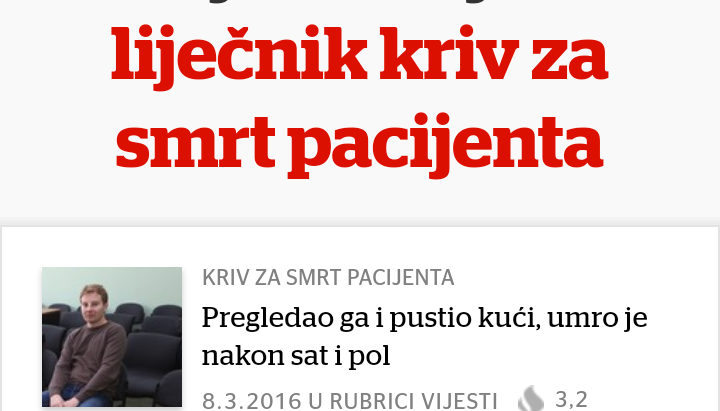 liječnik kriv za
smrt pacijenta
KRIV ZA SMRT PACIJENTA
Pregledao ga i pustio kući, umro je
nakon sat i pol
8.3.2016 U RUBRICI VIJESTI 3,2